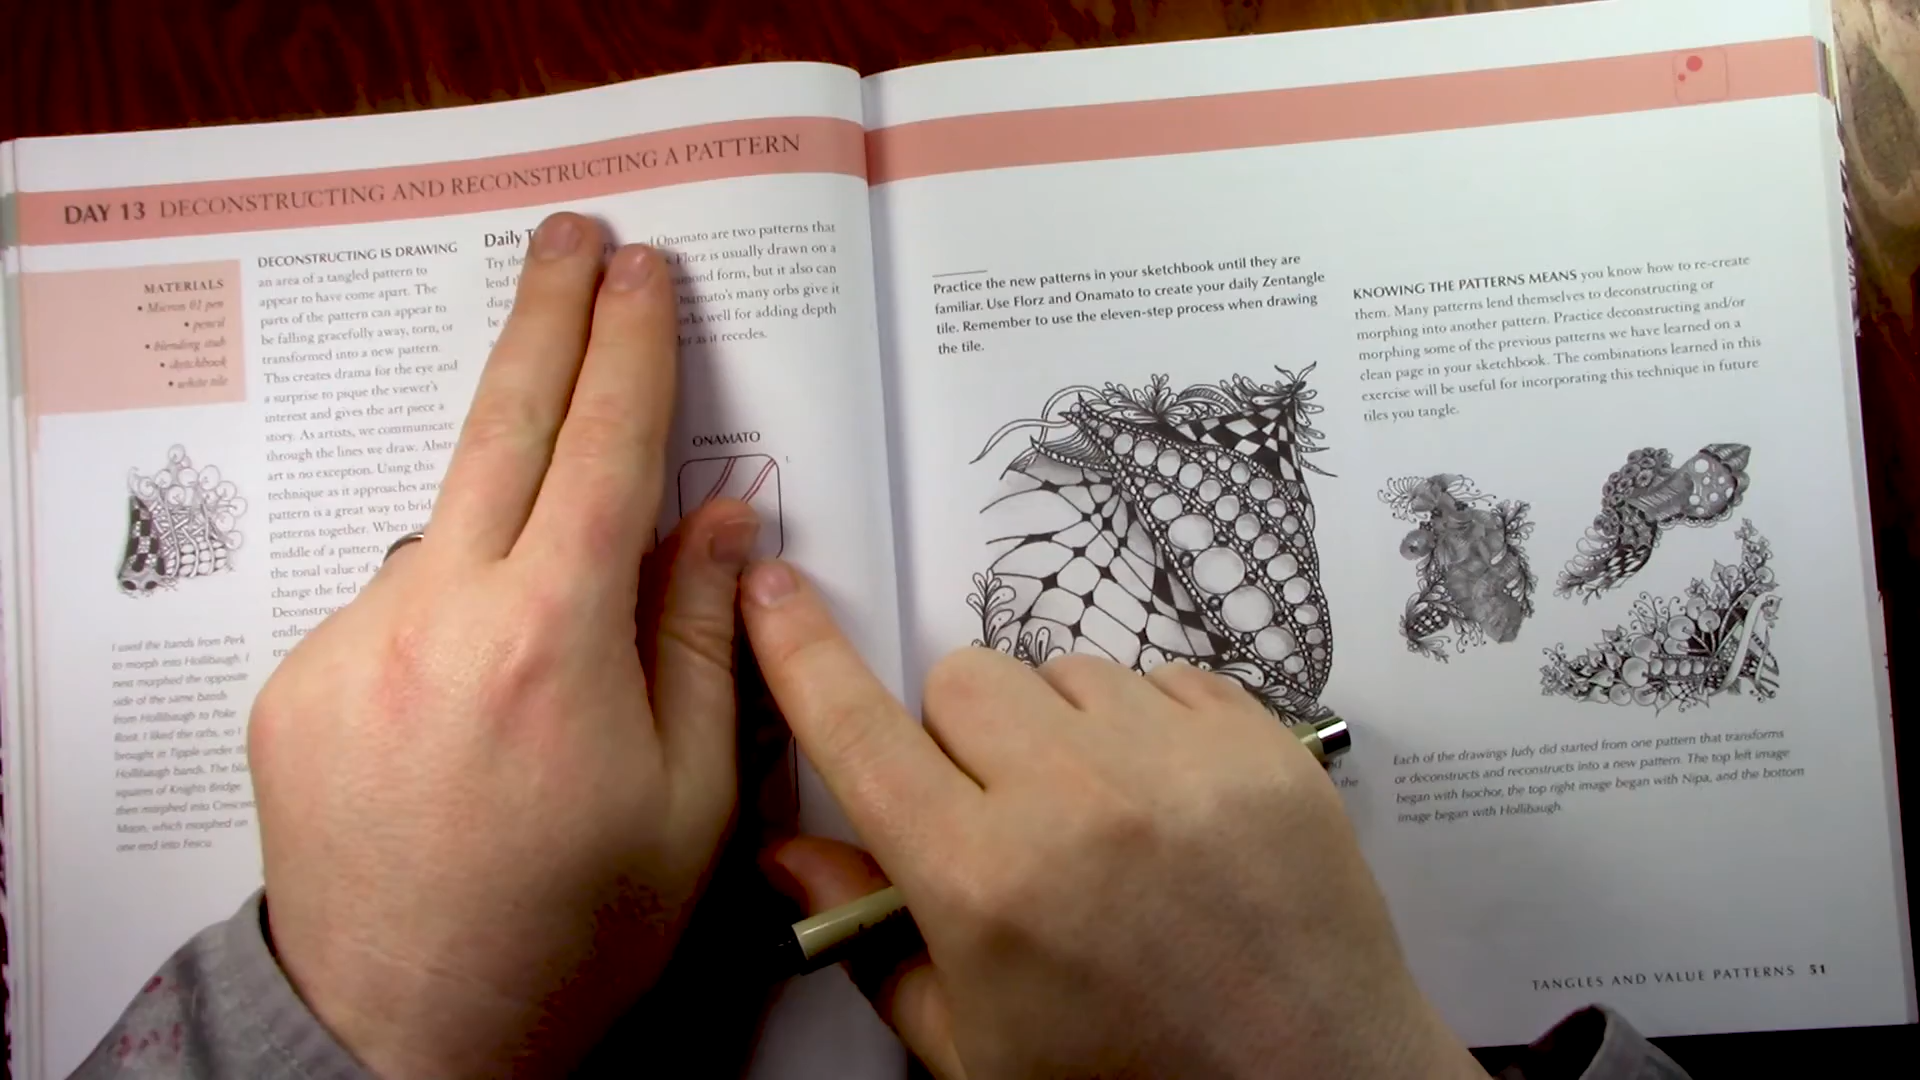 DAY 13 DECONSTRUCTING AND RECONSTRUCTING A PATTERN
MATERIALS
• Micron 01 pen
• pencil
• blending stub
• sketchbook
• white tile
I used the bands from Perk
to morph into Hollibaugh. I
next morphed the opposite
side of the same bands
from Hollibaugh to Poke
Root. I liked the orbs, so I
brought in Tipple under the
Hollibaugh bands. The black
squares of Knights Bridge
then morphed into Crescent
Moon, which morphed on
one end into Fescu.
DECONSTRUCTING IS DRAWING
an area of a tangled pattern to
appear to have come apart. The
parts of the pattern can appear to
be falling gracefully away, torn, or
transformed into a new pattern.
This creates drama for the eye and
a surprise to pique the viewer's
interest and gives the art piece a
story. As artists, we communicate
through the lines we draw.
art is no exception. Using this
technique as it approaches
pattern is a great way to
patterns together. When
middle of a pattern,
the tonal value of
change the feel
Daily
Try the
lend
Onamato are two patterns that
Florz is usually drawn on a
form, but it also can
Onamato's many orbs give it
works well for adding depth
as it recedes.
ONAMATO
Practice the new patterns in your sketchbook until they are
familiar. Use Florz and Onamato to create your daily Zentangle
tile. Remember to use the eleven-step process when drawing
the tile.
the
KNOWING THE PATTERNS MEANS you know how to re-create
them. Many patterns lend themselves to deconstructing or
morphing into another pattern. Practice deconstructing and/or
morphing some of the previous patterns we have learned on a
clean page in your sketchbook. The combinations learned in this
exercise will be useful for incorporating this technique in future
tiles you tangle.
Each of the drawings Judy did started from one pattern that transforms
or deconstructs and reconstructs into a new pattern. The top left image
began with Isochor, the top right image began with Nipa, and the bottom
image began with Hollibaugh.
TANGLES AND VALUE PATTERNS 51